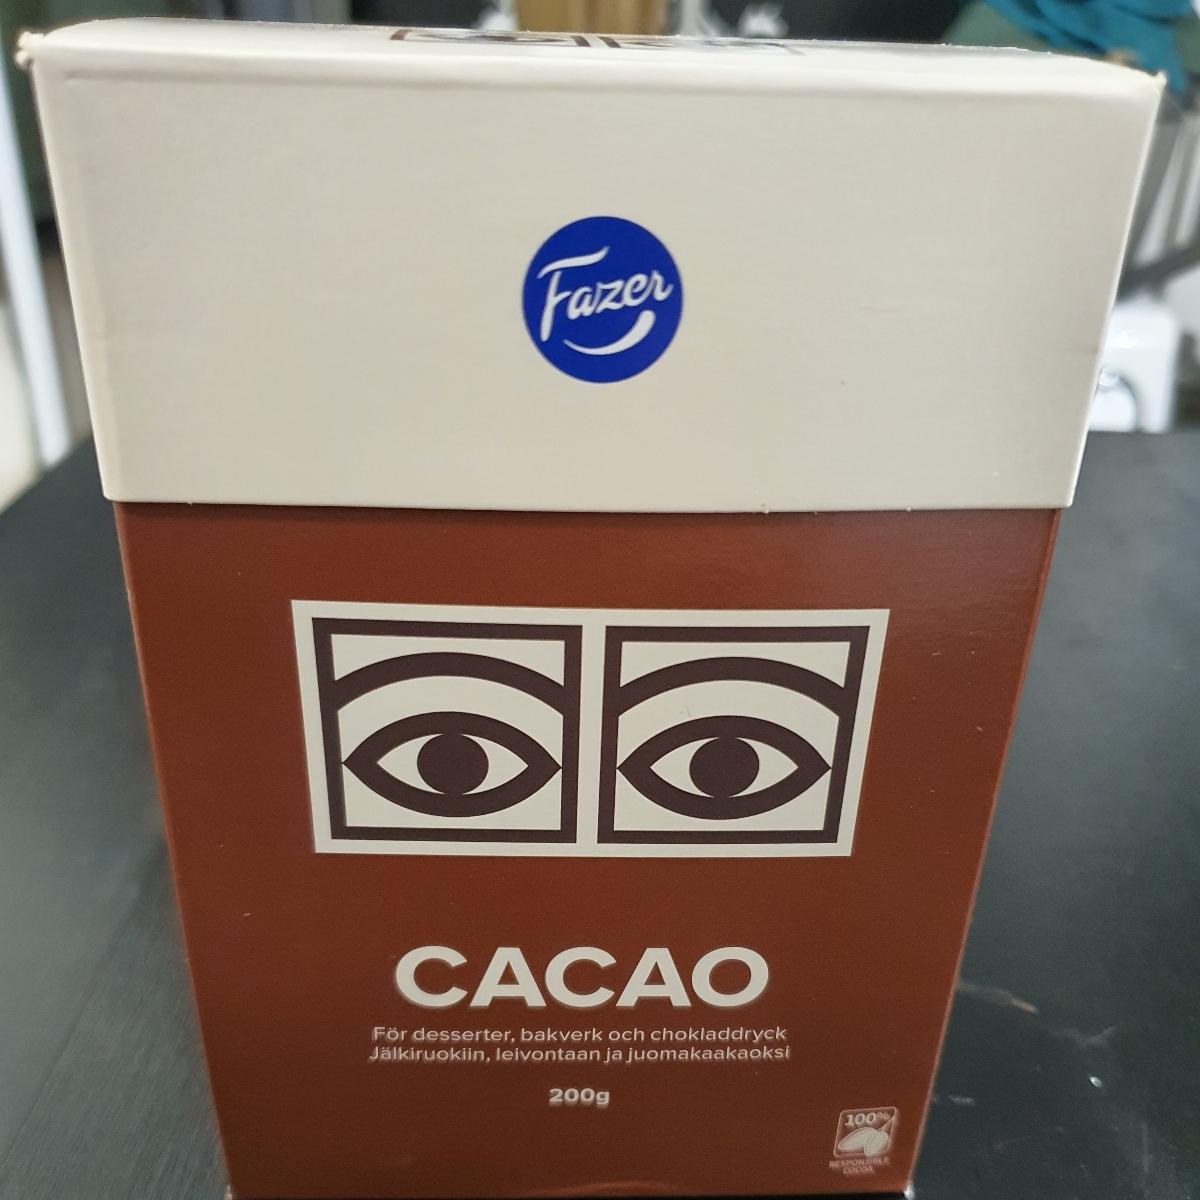 Fazer
CACAO
För desserter, bakverk och chokladdryck
Jälkiruokiin, leivontaan ja juomakaakaoksi
200g
100%
RESPONSIBLE
COCOA